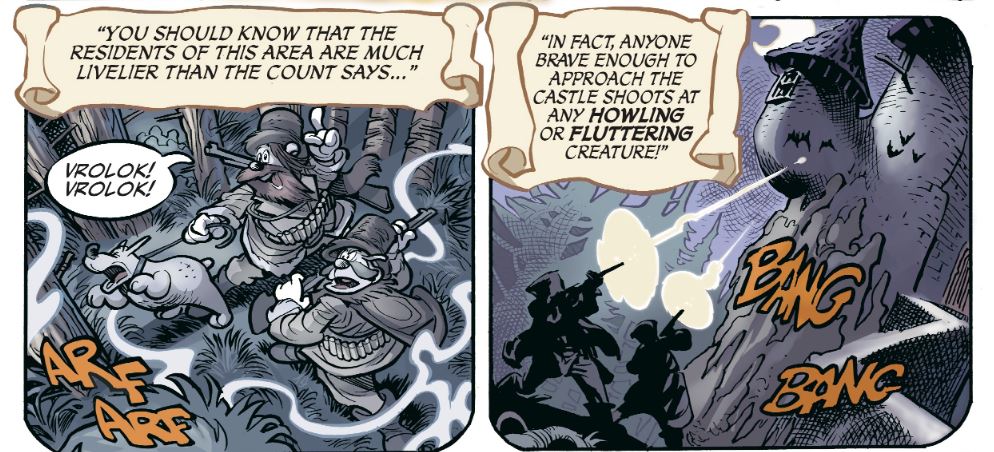 “YOU SHOULD KNOW THAT THE
RESIDENTS OF THIS AREA ARE MUCH
LIVELIER THAN THE COUNT SAYS...”
VROLOK!
VROLOK!
ARF
ARF
“IN FACT, ANYONE
BRAVE ENOUGH TO
APPROACH THE
CASTLE SHOOTS AT
ANY HOWLING
OR FLUTTERING
CREATURE!”
BANG
BANG